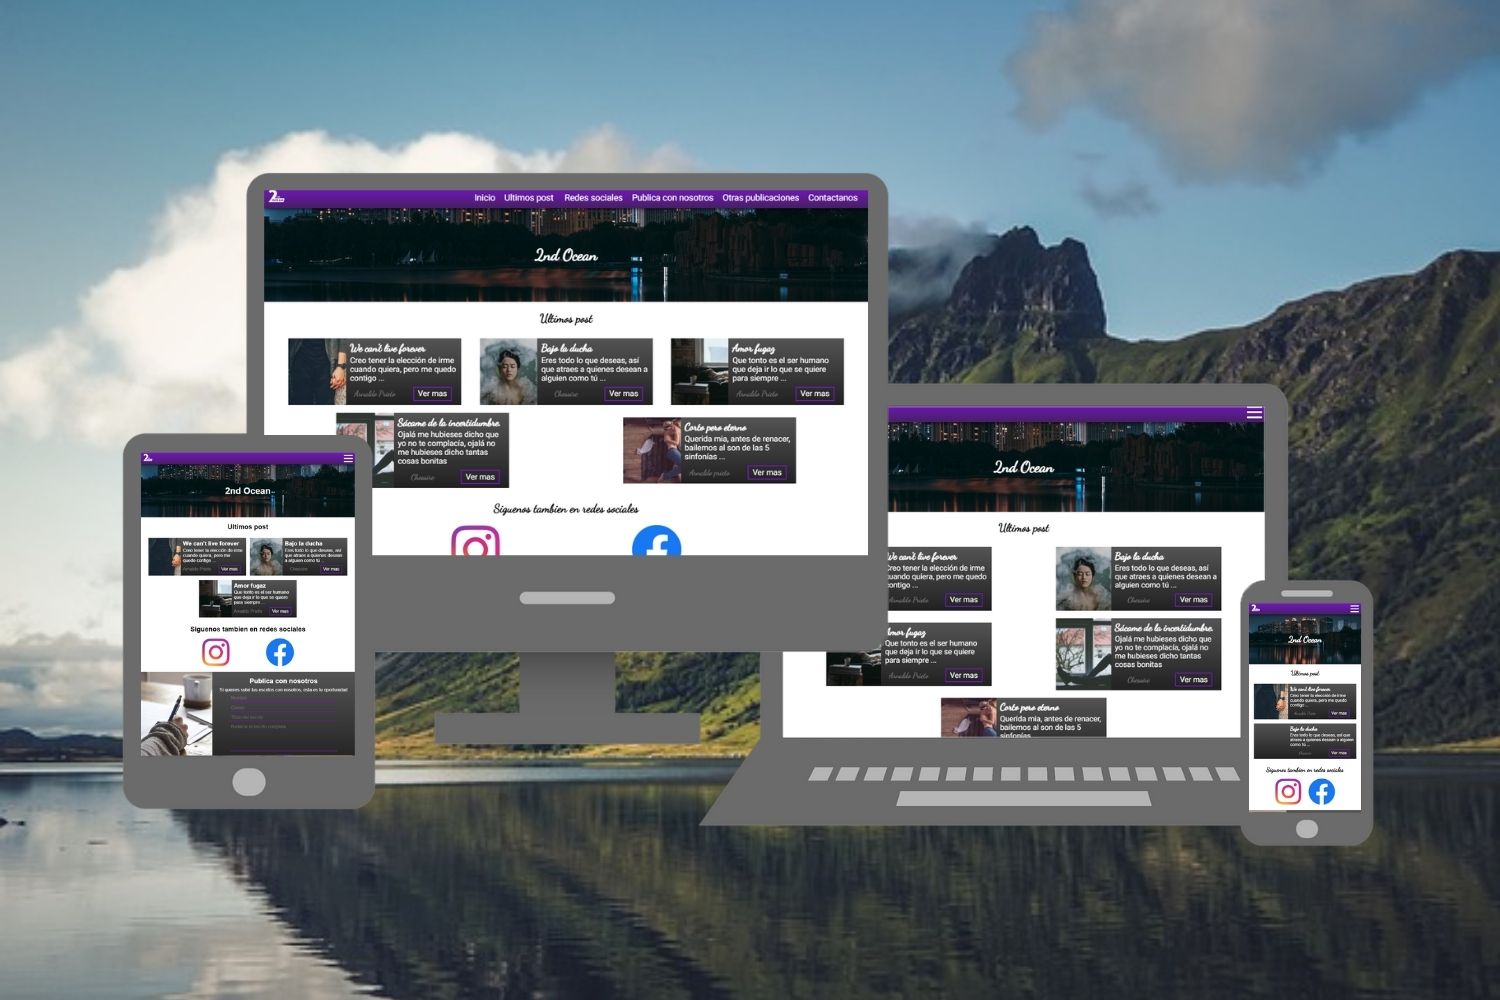 2
Inicio Ultimos post Redes sociales Publica con nosotros Otras publicaciones Contactanos
2nd Ocean
Ultimos post
We can't live forever
Creo tener la elección de irme
cuando quiera, pero me quedo
contigo ...
Arnaldo Prieto
Ver mas
Bajo la ducha
Eres todo lo que deseas, así
que atraes a quienes desean a
alguien como tú ...
Chessire
Ver mas
Amor fugaz
Que tonto es el ser humano
que deja ir lo que se quiere
para siempre ...
Arnaldo Prieto
Ver mas
Sácame de la incertidumbre.
Ojalá me hubieses dicho que
yo no te complacía, ojalá no
me hubieses dicho tantas
cosas bonitas
Chessire
Ver mas
Corto pero eterno
Querida mia, antes de renacer,
bailemos al son de las 5
sinfonías ...
Arnaldo prieto
Ver mas
Siguenos tambien en redes sociales
2
2nd Ocean
Ultimos post
We can't live forever
Creo tener la elección de irme
cuando quiera, pero me
quedo contigo ...
Arnaldo Prieto
Ver mas
Bajo la ducha
Eres todo lo que deseas, así
que atraes a quienes desean
a alguien como tú ...
Chessire
Ver mas
Amor fugaz
Que tonto es el ser humano
que deja ir lo que se quiere
para siempre ...
Arnaldo Prieto
Ver mas
Siguenos tambien en redes sociales
Publica con nosotros
Si quieres subir tus escritos con nosotros, esta es la oportunidad
2nd Ocean
Ultimos post
We can't live forever
Creo tener la elección de irme
cuando quiera, pero me quedo
contigo ...
Arnaldo Prieto
Ver mas
Bajo la ducha
Eres todo lo que deseas, así
que atraes a quienes desean a
alguien como tú ...
Chessire
Ver mas
Amor fugaz
Que tonto es el ser humano
que deja ir lo que se quiere
para siempre ...
Arnaldo Prieto
Ver mas
Sácame de la incertidumbre.
Ojalá me hubieses dicho que
yo no te complacía, ojalá no
me hubieses dicho tantas
cosas bonitas
Chessire
Ver mas
Corto pero eterno
Querida mia, antes de renacer,
bailemos al son de las 5
sinfonías
2
2nd Ocean
Ultimos post
We can't live forever
Creo tener la elección de irme
cuando quiera, pero me quedo
contigo ...
Ver mas
Bajo la ducha
Eres todo lo que deseas, así que
atraes a quienes desean a alguien
como tú ...
Ver mas
Siguenos tambien en redes sociales